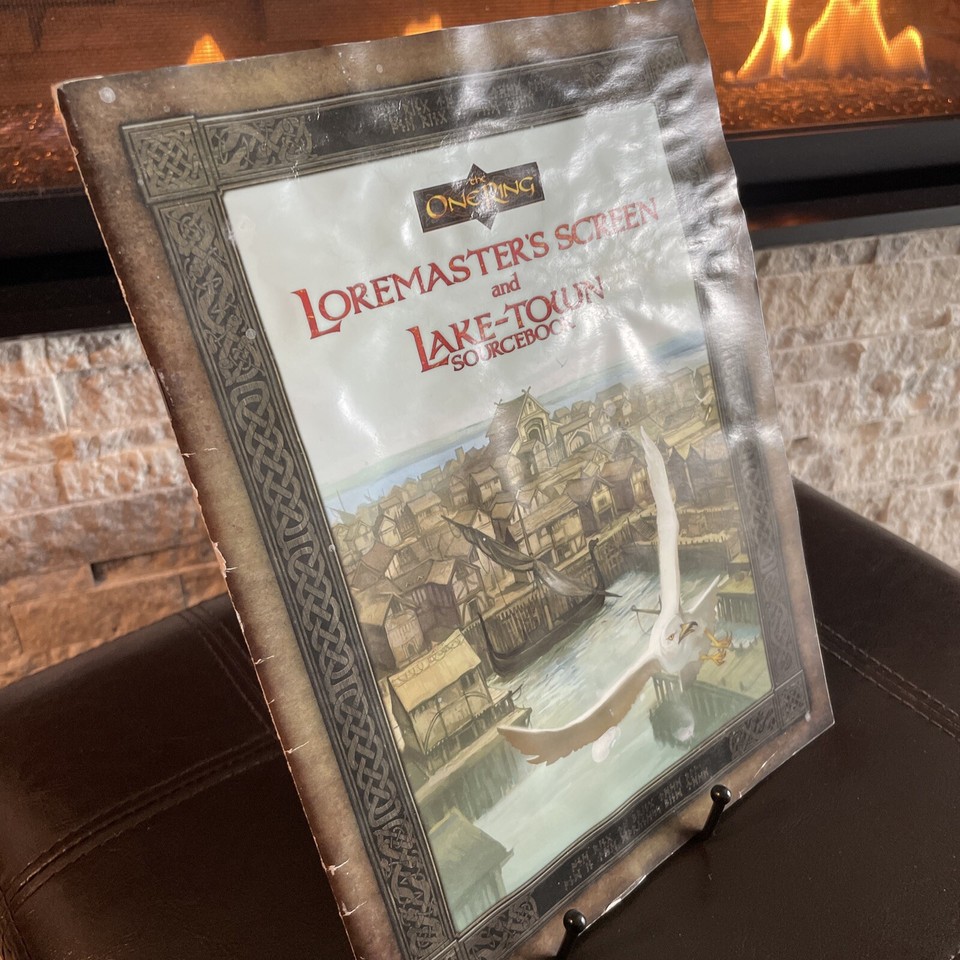 the
ONE RING
LOREMASTER'S SCREEN
and
LAKE-TOWN
SOURCEBOOK